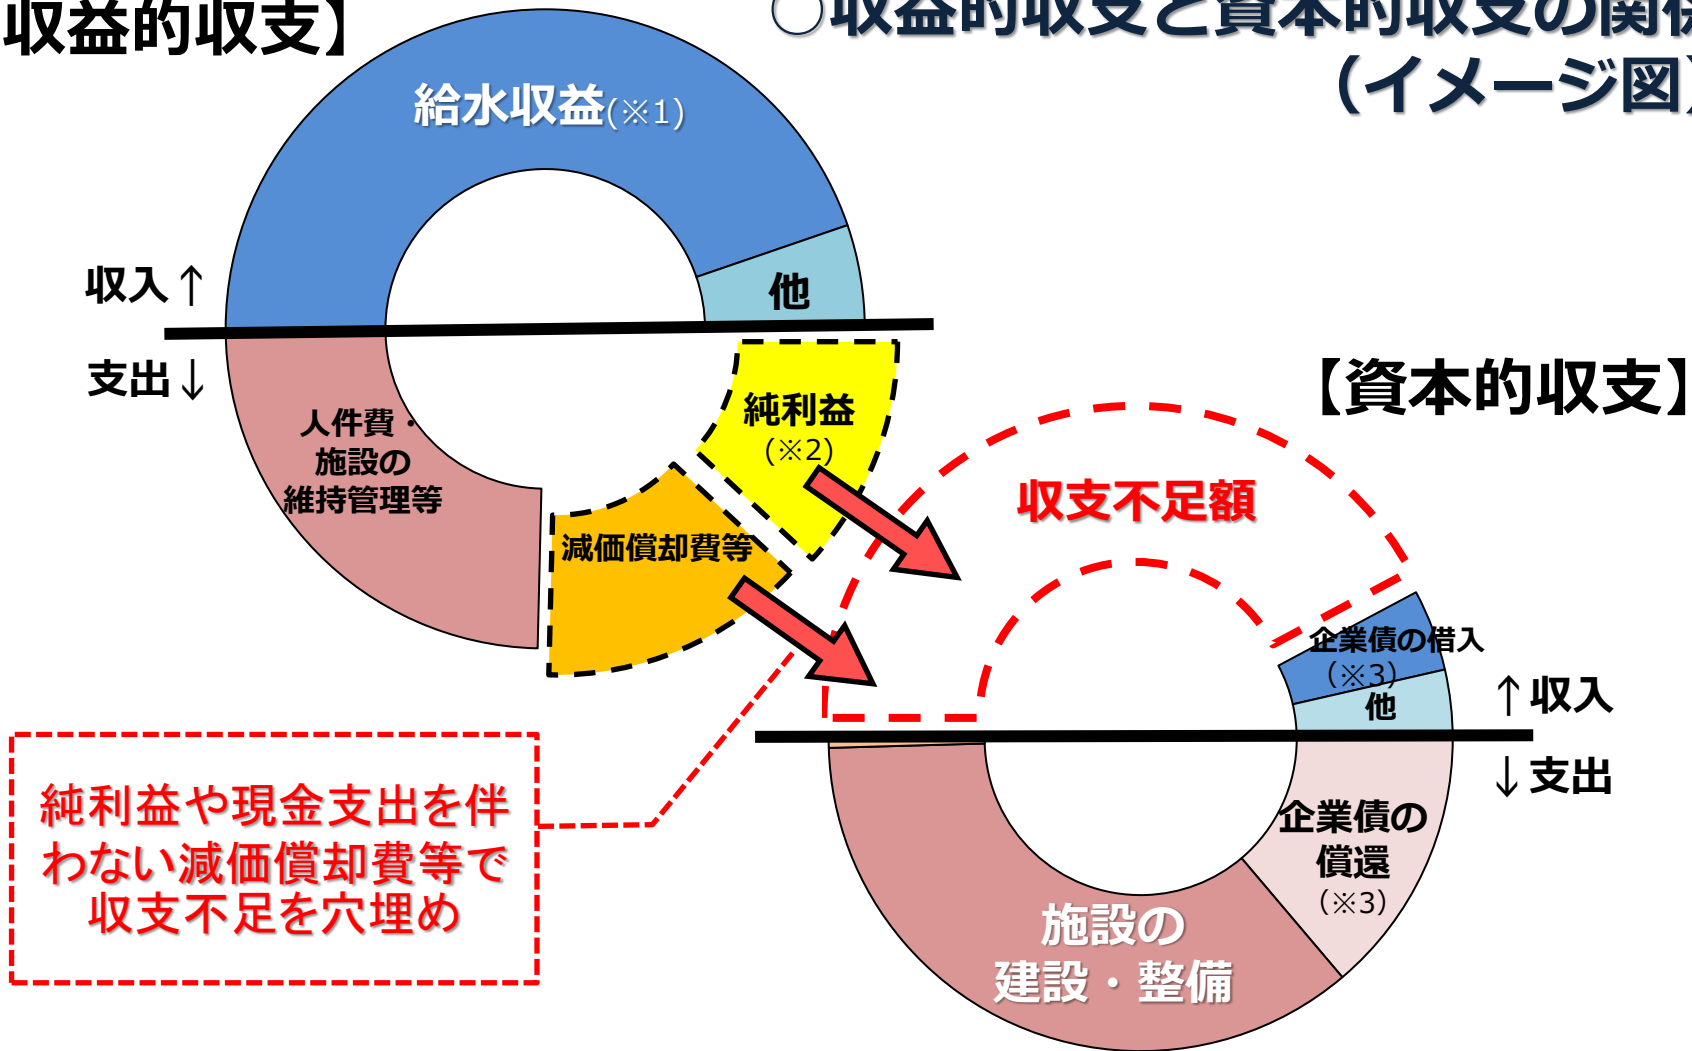 収益的収支】
○収益的収支と資本的収支の関係
（イメージ図）
給水収益(※1)
他
収入↑
支出↓
人件費・
施設の
維持管理等
純利益
(※2)
減価償却費等
【資本的収支】
収支不足額
企業債の借入
（※3）
他
↑収入
↓支出
企業債の
償還
（※3）
施設の
建設・整備
純利益や現金支出を伴
わない減価償却費等で
収支不足を穴埋め